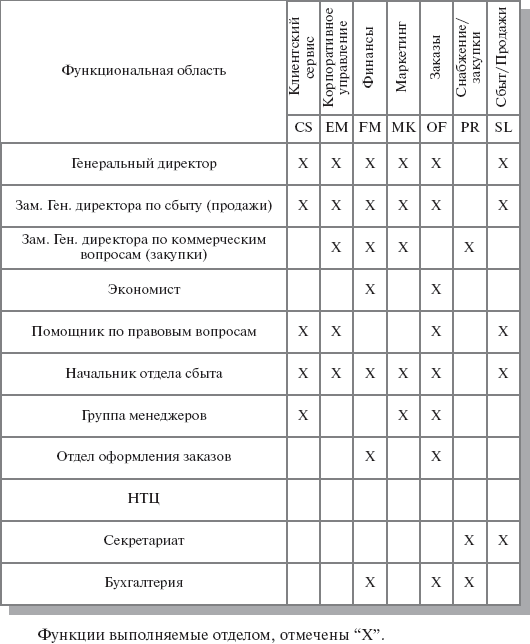 Функциональная область
Клиентский
сервис
Корпоративное
управление
Финансы
Маркетинг
Заказы
Снабжение/
закупки
Сбыт/Продажи
CS EM FM MK OF PR SL
Генеральный директор X X X X X X
Зам. Ген. директора по сбыту (продажи) X X X X X X
Зам. Ген. директора по коммерческим
вопросам (закупки) X X X X
Экономист X X
Помощник по правовым вопросам X X X X
Начальник отдела сбыта X X X X X X
Группа менеджеров X X X
Отдел оформления заказов X X
НТЦ
Секретариат X X
Бухгалтерия X X X
Функции выполняемые отделом, отмечены “X”.